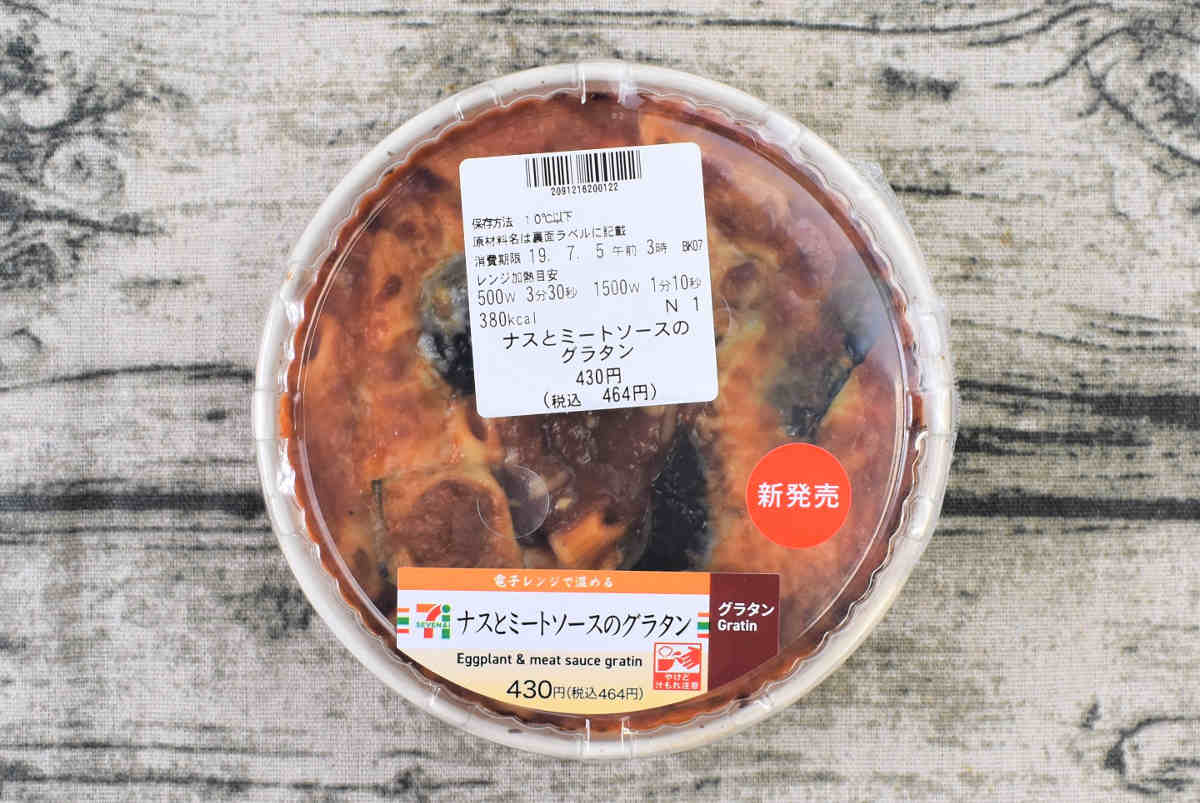 2091216200122
保存方法 10℃以下
原材料名は裏面ラベルに記載
消費期限 19. 7. 5 午前 3時 BK07
レンジ加熱目安
500W 3分30秒 1500W 1分10秒
380kcal N 1
ナスとミートソースの
グラタン
430円
(税込 464円)
新発売
電子レンジで温める
SEVEN&i
ナスとミートソースのグラタン
グラタン
Gratin
Eggplant & meat sauce gratin
やけど
汁もれ注意
430円(税込464円)